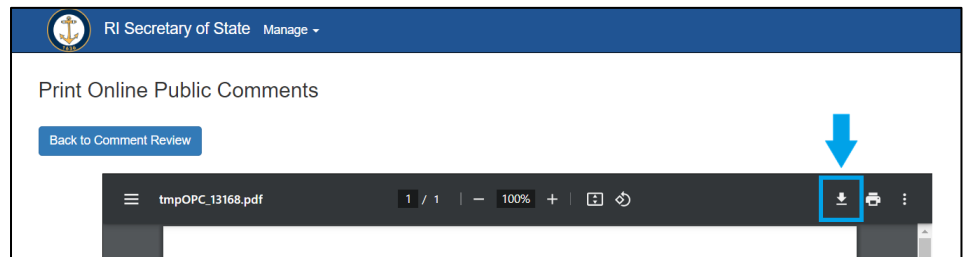 RI Secretary of State Manage
Print Online Public Comments
Back to Comment Review
tmpOPC_13168.pdf 1 / 1 | − 100% + |